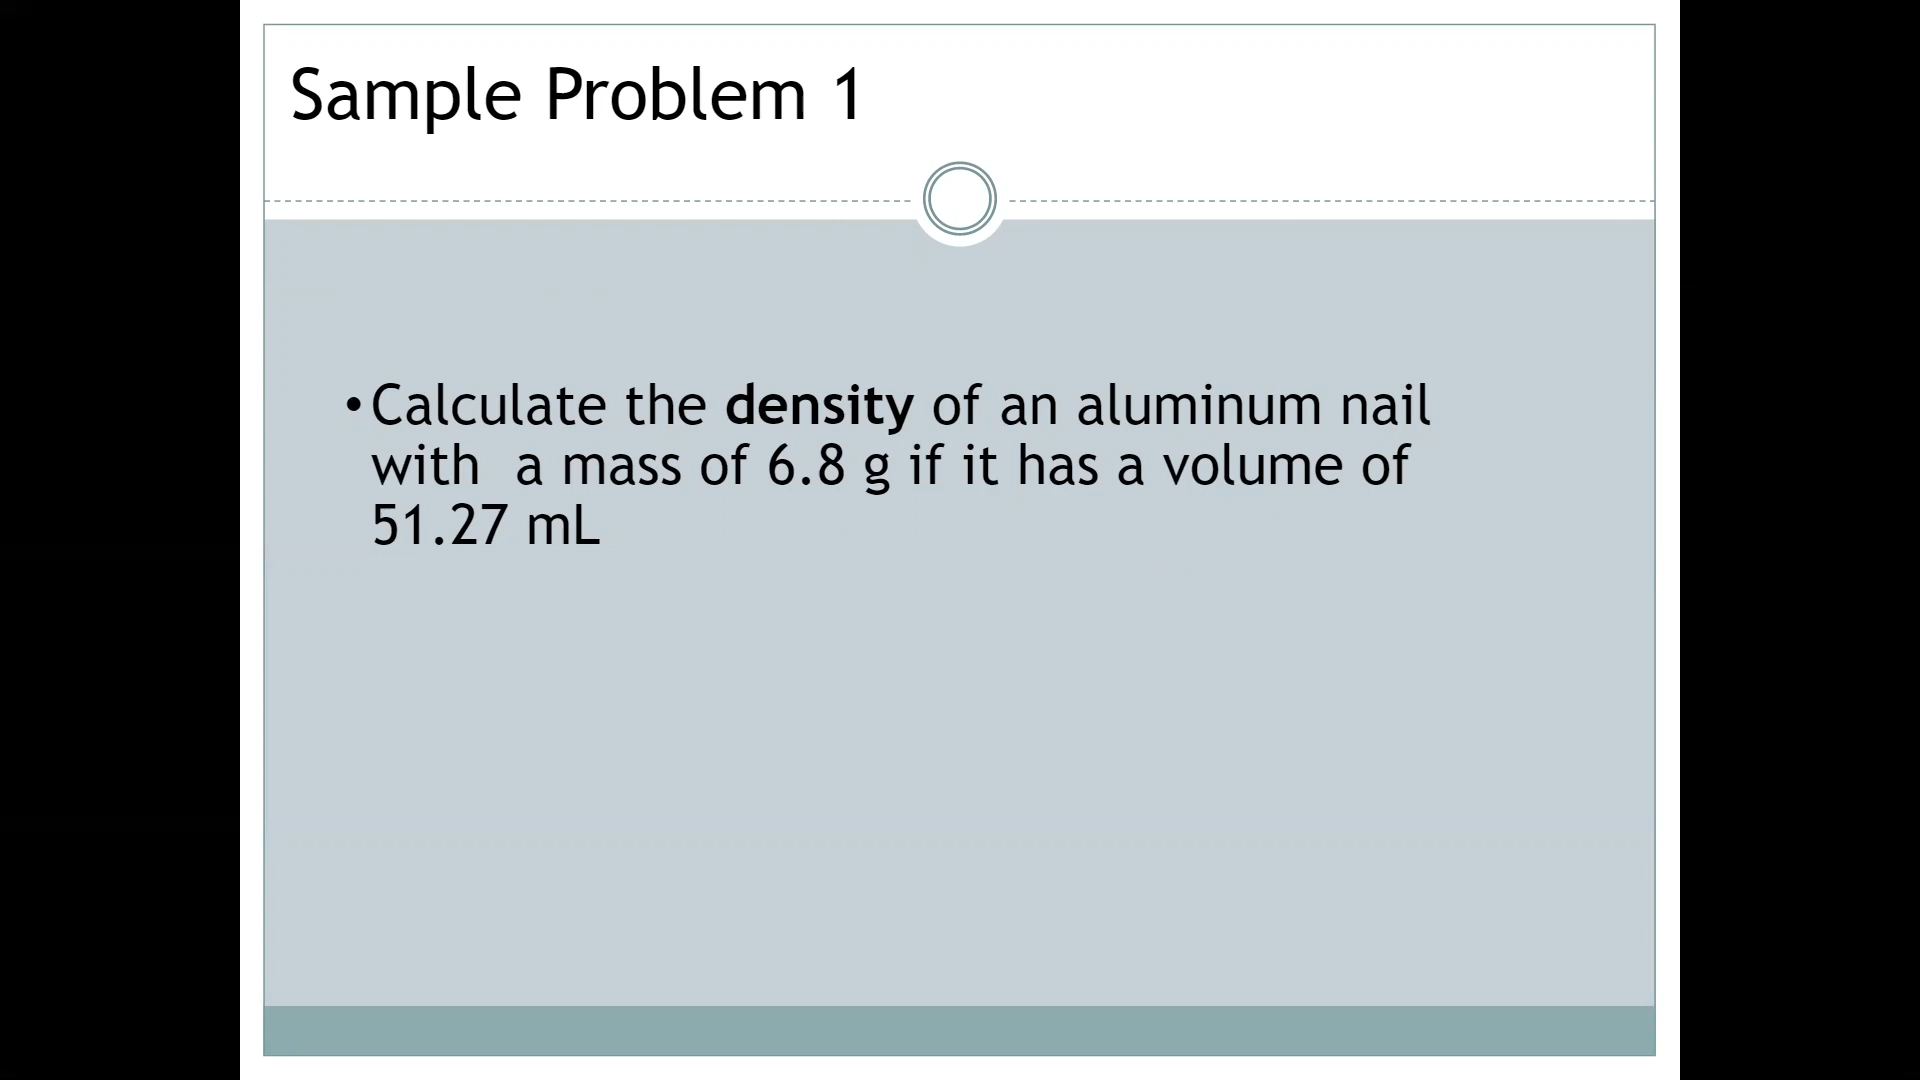 Sample Problem 1
•Calculate the density of an aluminum nail
with  a mass of 6.8 g if it has a volume of
51.27 mL